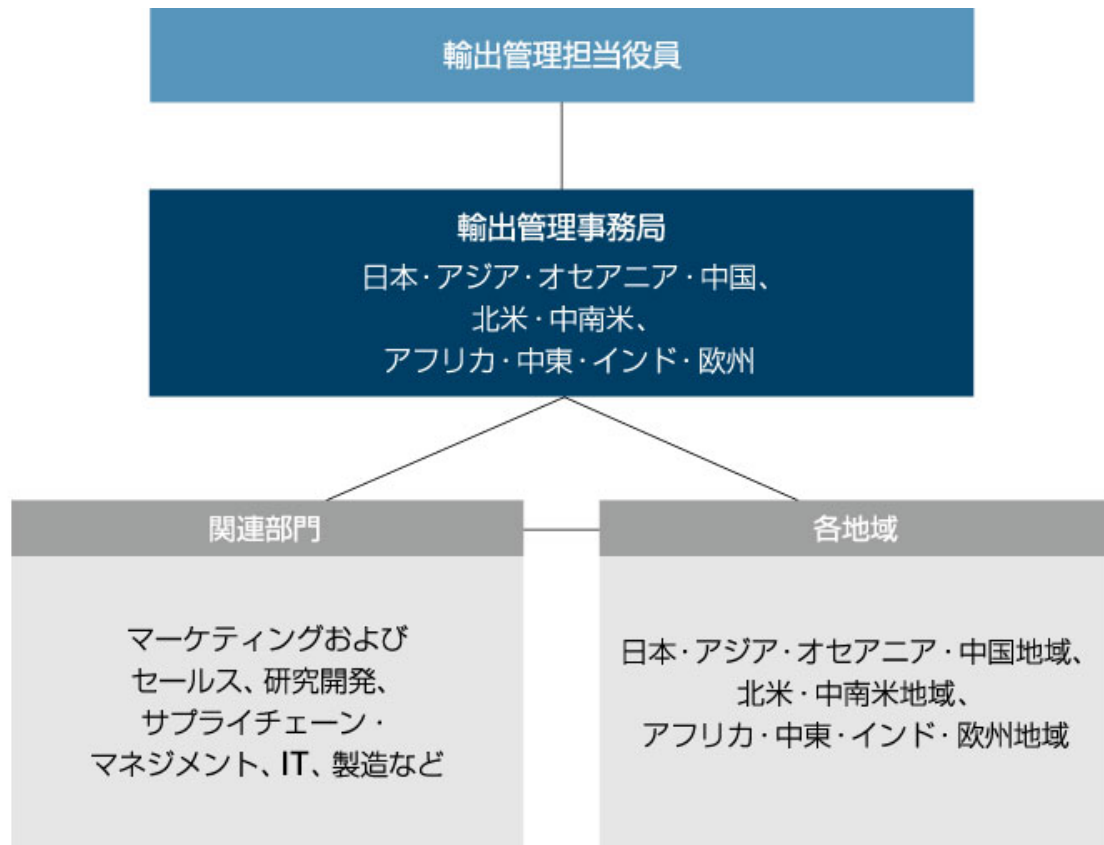 輸出管理担当役員
輸出管理事務局
日本・アジア・オセアニア・中国、
北米・中南米、
アフリカ・中東・インド・欧州
関連部門
マーケティングおよび
セールス、研究開発、
サプライチェーン・
マネジメント、IT、製造など
各地域
日本・アジア・オセアニア・中国地域、
北米・中南米地域、
アフリカ・中東・インド・欧州地域